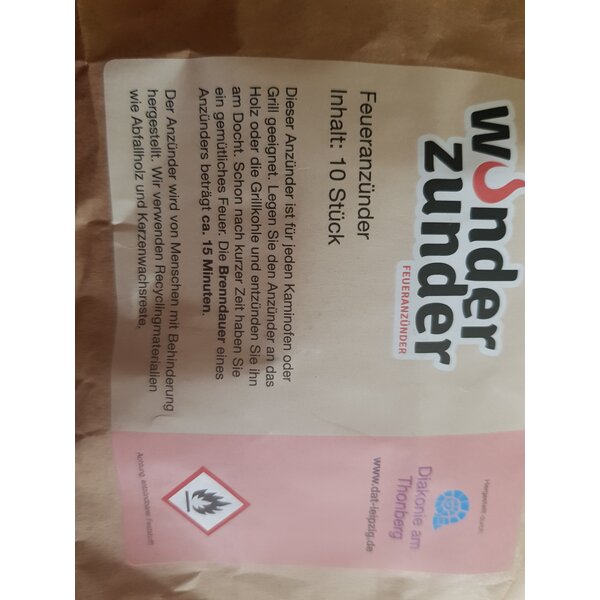 wunder
zunder
FEUERANZÜNDER
Feueranzünder
Inhalt: 10 Stück
Dieser Anzünder ist für jeden Kaminofen oder
Grill geeignet. Legen Sie den Anzünder an das
Holz oder die Grillkohle und entzünden Sie ihn
am Docht. Schon nach kurzer Zeit haben Sie
ein gemütliches Feuer. Die Brenndauer eines
Anzünders beträgt ca. 15 Minuten.
Der Anzünder wird von Menschen mit Behinderung
hergestellt. Wir verwenden Recyclingmaterialien
wie Abfallholz und Kerzenwachsreste.
Hergestellt durch:
Diakonie am
Thonberg
www.dat-leipzig.de
Achtung: entzündbarer Feststoff!